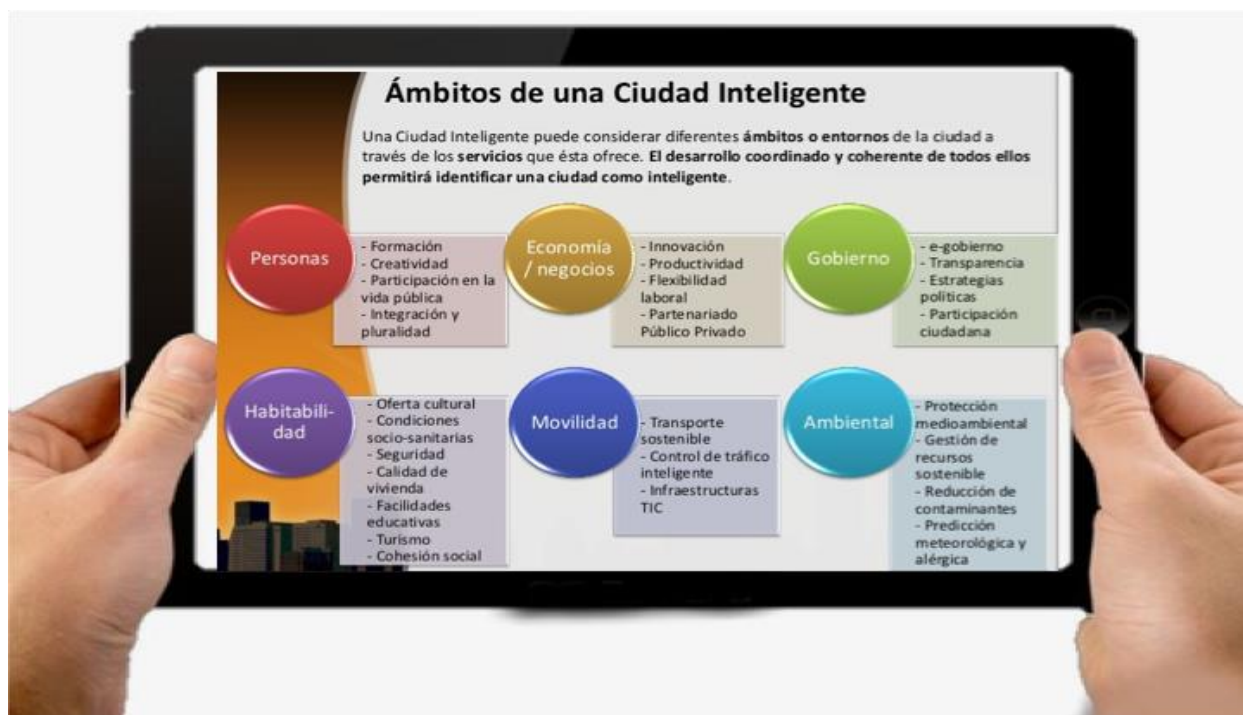 Ámbitos de una Ciudad Inteligente
Una Ciudad Inteligente puede considerar diferentes ámbitos o entornos de la ciudad a
través de los servicios que ésta ofrece. El desarrollo coordinado y coherente de todos ellos
permitirá identificar una ciudad como inteligente.
Personas
- Formación
- Creatividad
- Participación en la
vida pública
- Integración y
pluralidad
Economía
/ negocios
- Innovación
- Productividad
- Flexibilidad
laboral
- Partenariado
Público Privado
Gobierno
- e-gobierno
- Transparencia
- Estrategias
políticas
- Participación
ciudadana
Habitabili-
dad
- Oferta cultural
- Condiciones
socio-sanitarias
- Seguridad
- Calidad de
vivienda
- Facilidades
educativas
- Turismo
- Cohesión social
Movilidad
- Transporte
sostenible
- Control de tráfico
inteligente
- Infraestructuras
TIC
Ambiental
- Protección
medioambiental
- Gestión de
recursos
sostenible
- Reducción de
contaminantes
- Predicción
meteorológica y
alérgica